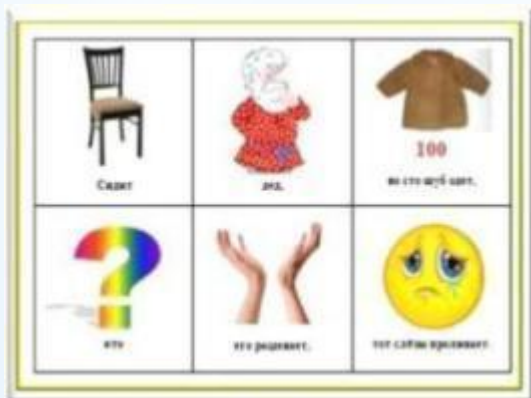 Сидит
дед,
100
во сто шуб одет,
кто
его раздевает,
тот слёзы проливает